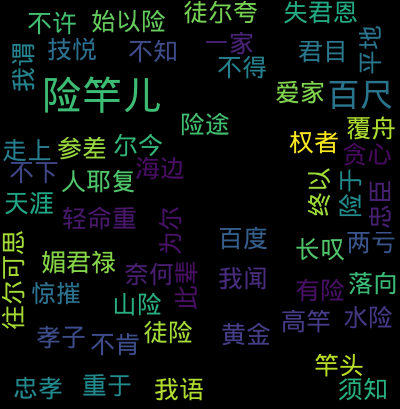 徒尔夸
失君恩
不许
始以险
技悦
不知
一家
君目
平地
我谓
不得
险竿儿
爱家
百尺
险途
覆舟
权者
走上
参差
尔今
贪心
不下
人耶复
海边
终以
险于
忠臣
天涯
轻命重
为尔
百度
长叹
两亏
往尔可思
媚君禄
奈何辈
我闻
此
惊摧
山险
有险
落向
孝子
不肯
徒险
黄金
高竿
水险
竿头
忠孝
重于
我语
须知